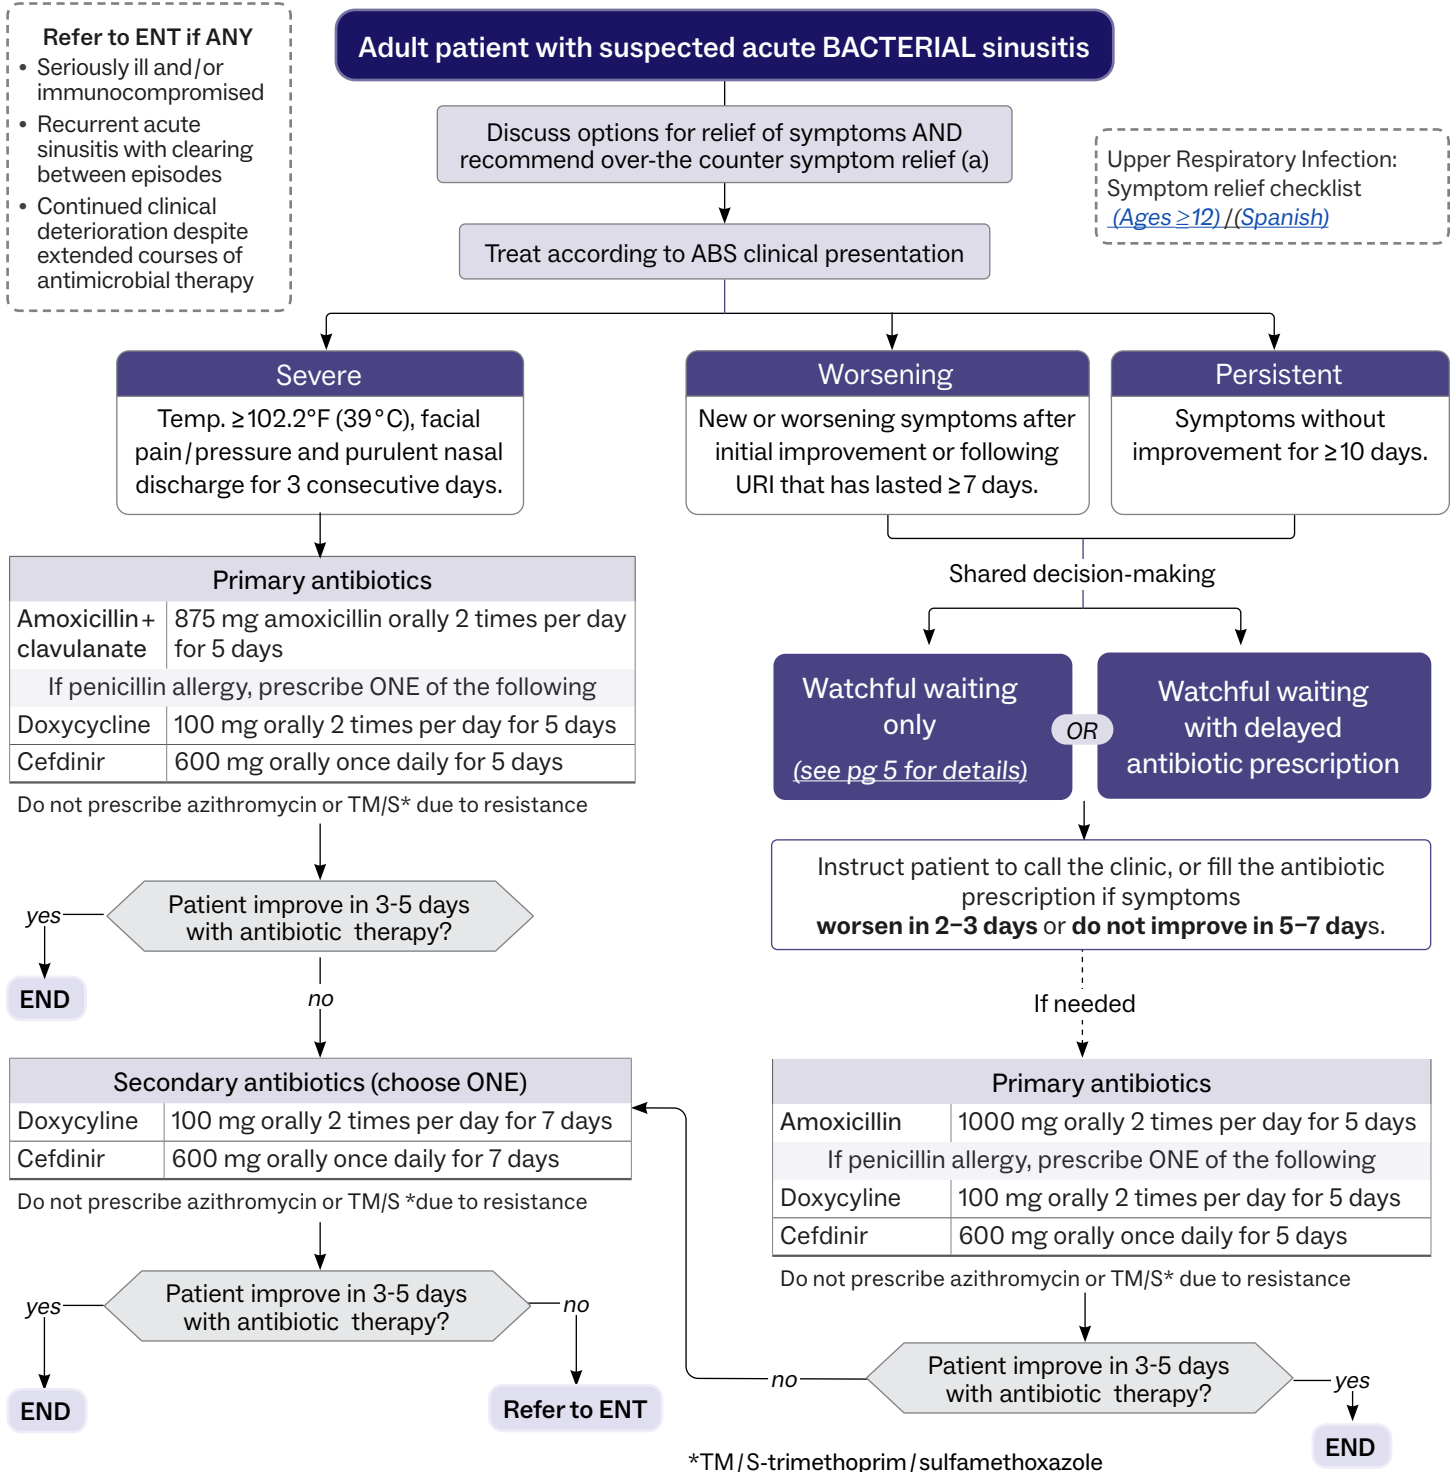 Refer to ENT if ANY
• Seriously ill and/or
immunocompromised
• Recurrent acute
sinusitis with clearing
between episodes
• Continued clinical
deterioration despite
extended courses of
antimicrobial therapy
Adult patient with suspected acute BACTERIAL sinusitis
Discuss options for relief of symptoms AND
recommend over-the counter symptom relief (a)
Upper Respiratory Infection:
Symptom relief checklist
(Ages ≥12) /(Spanish)
Treat according to ABS clinical presentation
Severe
Temp. ≥102.2°F (39°C), facial
pain/pressure and purulent nasal
discharge for 3 consecutive days.
Worsening
New or worsening symptoms after
initial improvement or following
URI that has lasted ≥7 days.
Persistent
Symptoms without
improvement for ≥10 days.
Primary antibiotics
Amoxicillin+
clavulanate
875 mg amoxicillin orally 2 times per day
for 5 days
If penicillin allergy, prescribe ONE of the following
Doxycycline 100 mg orally 2 times per day for 5 days
Cefdinir 600 mg orally once daily for 5 days
Do not prescribe azithromycin or TM/S* due to resistance
Patient improve in 3-5 days
with antibiotic therapy?
yes
END
no
Secondary antibiotics (choose ONE)
Doxycyline 100 mg orally 2 times per day for 7 days
Cefdinir 600 mg orally once daily for 7 days
Do not prescribe azithromycin or TM/S *due to resistance
Patient improve in 3-5 days
with antibiotic therapy?
yes
END
no
Refer to ENT
Shared decision-making
Watchful waiting
only
(see pg 5 for details)
OR
Watchful waiting
with delayed
antibiotic prescription
Instruct patient to call the clinic, or fill the antibiotic
prescription if symptoms
worsen in 2–3 days or do not improve in 5–7 days.
If needed
Primary antibiotics
Amoxicillin 1000 mg orally 2 times per day for 5 days
If penicillin allergy, prescribe ONE of the following
Doxycyline 100 mg orally 2 times per day for 5 days
Cefdinir 600 mg orally once daily for 5 days
Do not prescribe azithromycin or TM/S* due to resistance
Patient improve in 3-5 days
with antibiotic therapy?
no
yes
END
*TM/S-trimethoprim/sulfamethoxazole